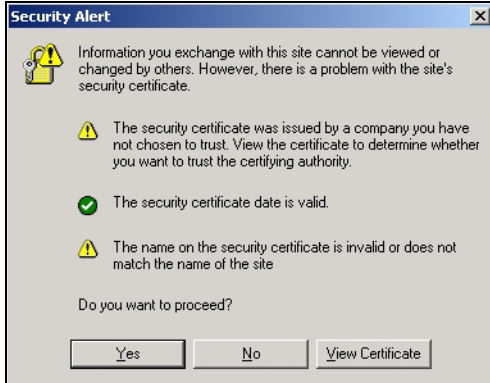 Security Alert
Information you exchange with this site cannot be viewed or
changed by others. However, there is a problem with the site's
security certificate.
The security certificate was issued by a company you have
not chosen to trust. View the certificate to determine whether
you want to trust the certifying authority.
The security certificate date is valid.
The name on the security certificate is invalid or does not
match the name of the site
Do you want to proceed?
Yes
No
View Certificate